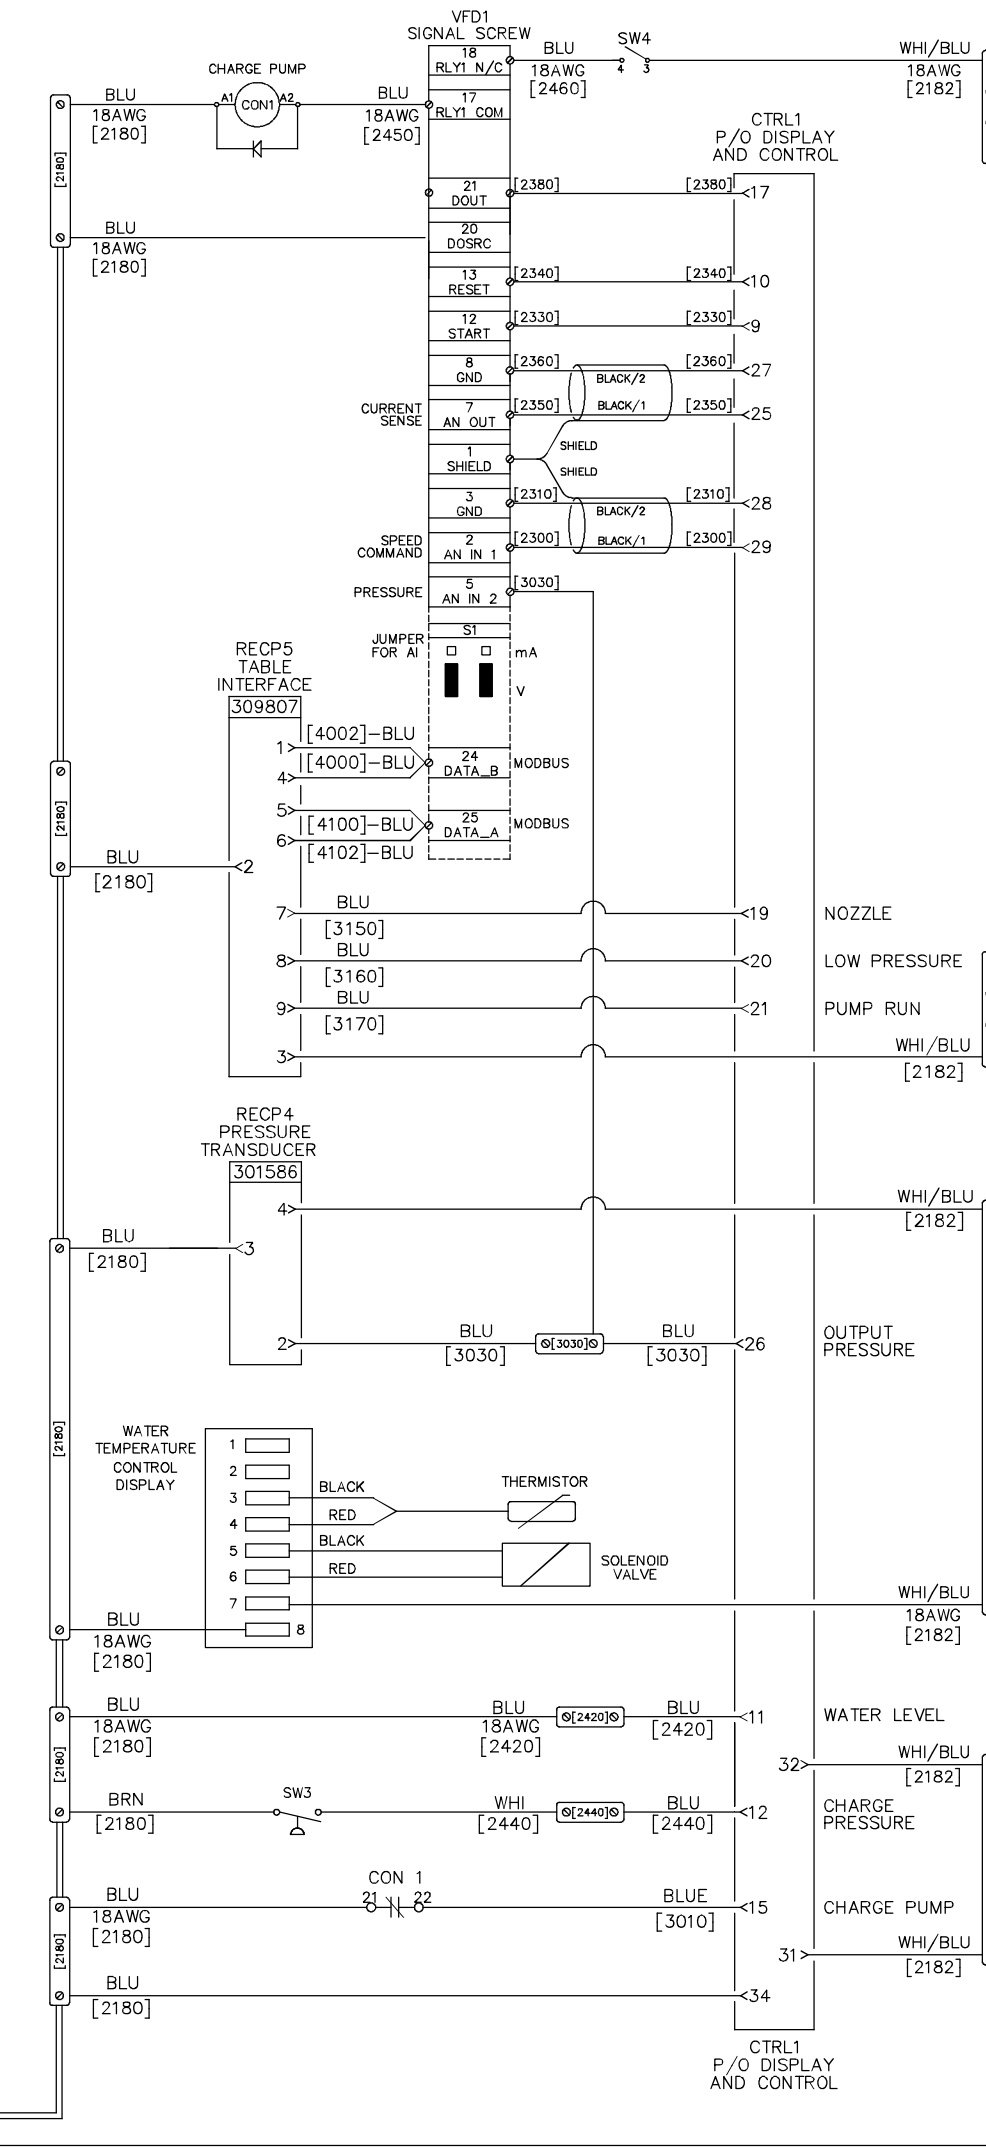 VFD1
SIGNAL SCREW
18
RLY1 N/C
BLU
18AWG
[2460]
SW4
4 3
WHI/BLU
18AWG
[2182]
CHARGE PUMP
BLU
18AWG
[2180]
A1 CON1 A2
BLU
18AWG
[2450]
17
RLY1 COM
[2180]
CTRL1
P/O DISPLAY
AND CONTROL
21
DOUT
[2380] [2380] 17
BLU
18AWG
[2180]
20
DOSRC
13
RESET
[2340] [2340] 10
12
START
[2330] [2330] 9
8
GND
[2360] BLACK/2 [2360] 27
CURRENT
SENSE
7
AN OUT
[2350] BLACK/1 [2350] 25
1
SHIELD
SHIELD
SHIELD
3
GND
[2310] BLACK/2 [2310] 28
SPEED
COMMAND
2
AN IN 1
[2300] BLACK/1 [2300] 29
PRESSURE
5
AN IN 2
[3030]
JUMPER
FOR AI
S1
mA
V
RECP5
TABLE
INTERFACE
309807
1 [4002]-BLU
4 [4000]-BLU
24
DATA_B
MODBUS
5
[4100]-BLU
6
[4102]-BLU
25
DATA_A
MODBUS
[2180]
BLU
[2180]
2
7 BLU
[3150]
19 NOZZLE
8 BLU
[3160]
20 LOW PRESSURE
9 BLU
[3170]
21 PUMP RUN
3 WHI/BLU
[2182]
RECP4
PRESSURE
TRANSDUCER
301586
4 WHI/BLU
[2182]
BLU
[2180]
3
2 BLU
[3030]
[3030]
BLU
[3030]
26 OUTPUT
PRESSURE
[2180]
WATER
TEMPERATURE
CONTROL
DISPLAY
1
2
3 BLACK
4 RED
THERMISTOR
5 BLACK
6 RED
SOLENOID
VALVE
7 WHI/BLU
18AWG
[2182]
8
BLU
18AWG
[2180]
BLU
18AWG
[2180]
BLU
18AWG
[2420]
[2420]
BLU
[2420]
11 WATER LEVEL
[2180]
32 WHI/BLU
[2182]
BRN
[2180]
SW3
WHI
[2440]
[2440]
BLU
[2440]
12 CHARGE
PRESSURE
BLU
18AWG
[2180]
CON 1
21 22
BLUE
[3010]
15 CHARGE PUMP
[2180]
31 WHI/BLU
[2182]
BLU
[2180]
34
CTRL1
P/O DISPLAY
AND CONTROL